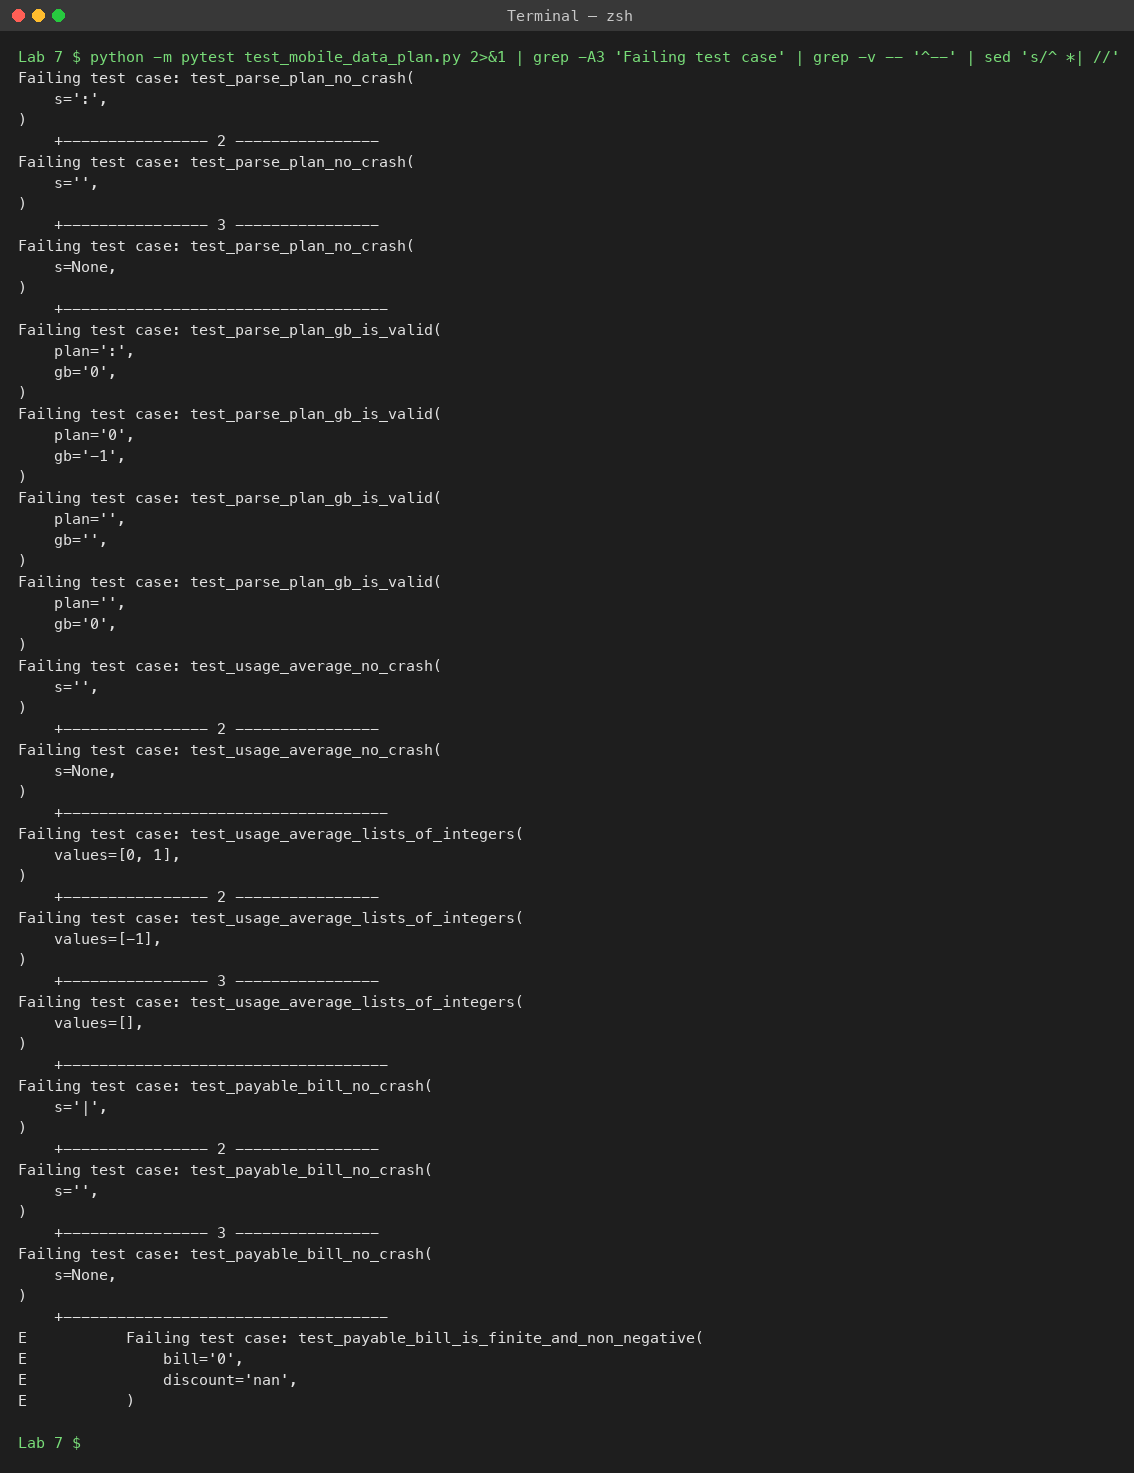 Terminal — zsh
Lab 7 $ python -m pytest test_mobile_data_plan.py 2>&1 | grep -A3 'Failing test case' | grep -v -- '^--' | sed 's/^ *| //'
Failing test case: test_parse_plan_no_crash(
    s=':',
)
    +---------------- 2 ----------------
Failing test case: test_parse_plan_no_crash(
    s='',
)
    +---------------- 3 ----------------
Failing test case: test_parse_plan_no_crash(
    s=None,
)
    +------------------------------------
Failing test case: test_parse_plan_gb_is_valid(
    plan=':',
    gb='0',
)
Failing test case: test_parse_plan_gb_is_valid(
    plan='0',
    gb='-1',
)
Failing test case: test_parse_plan_gb_is_valid(
    plan='',
    gb='',
)
Failing test case: test_parse_plan_gb_is_valid(
    plan='',
    gb='0',
)
Failing test case: test_usage_average_no_crash(
    s='',
)
    +---------------- 2 ----------------
Failing test case: test_usage_average_no_crash(
    s=None,
)
    +------------------------------------
Failing test case: test_usage_average_lists_of_integers(
    values=[0, 1],
)
    +---------------- 2 ----------------
Failing test case: test_usage_average_lists_of_integers(
    values=[-1],
)
    +---------------- 3 ----------------
Failing test case: test_usage_average_lists_of_integers(
    values=[],
)
    +------------------------------------
Failing test case: test_payable_bill_no_crash(
    s='|',
)
    +---------------- 2 ----------------
Failing test case: test_payable_bill_no_crash(
    s='',
)
    +---------------- 3 ----------------
Failing test case: test_payable_bill_no_crash(
    s=None,
)
    +------------------------------------
E           Failing test case: test_payable_bill_is_finite_and_non_negative(
E               bill='0',
E               discount='nan',
E           )
Lab 7 $